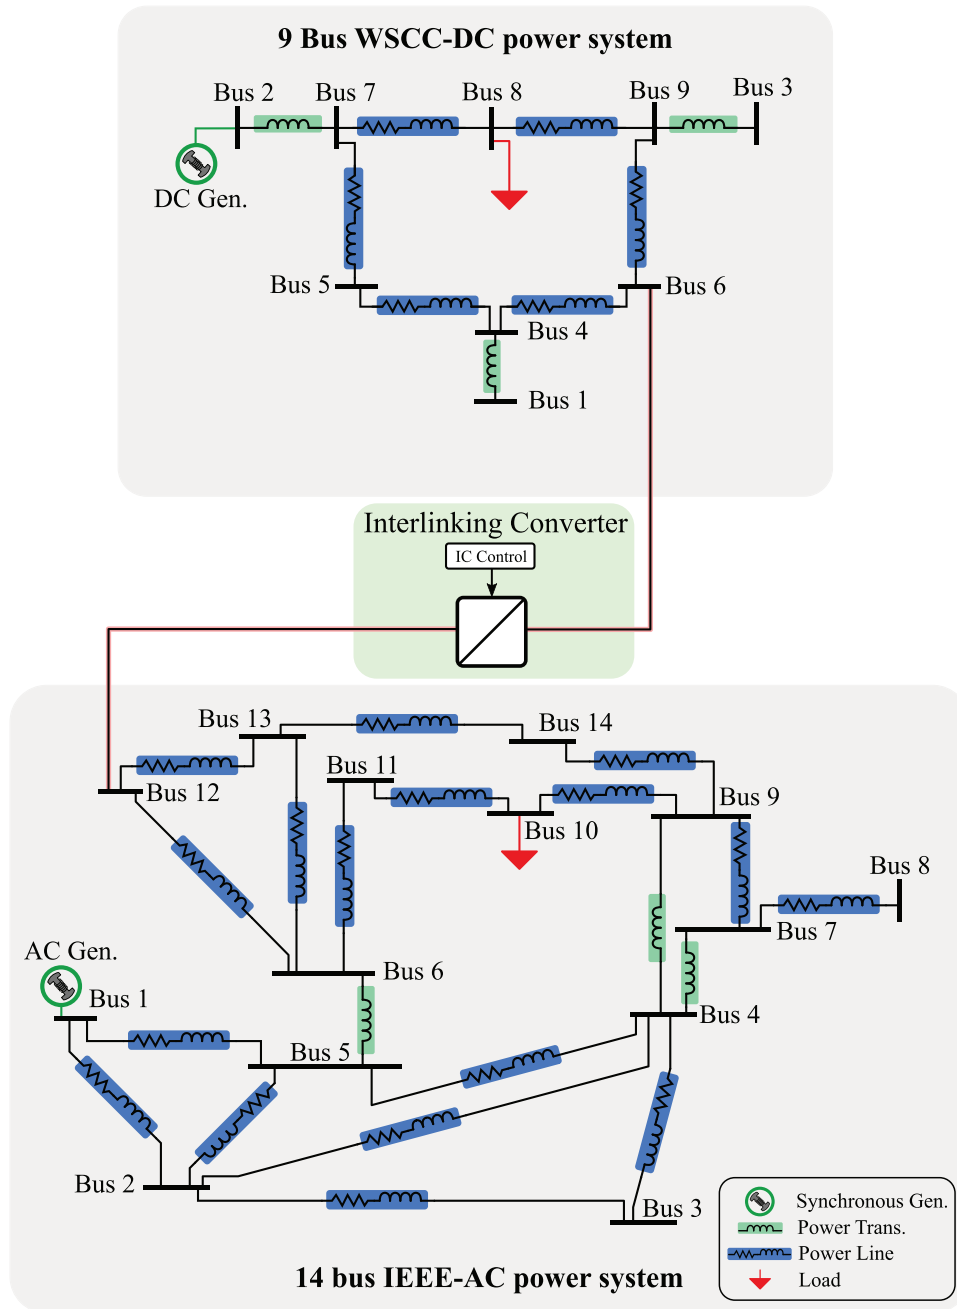 9 Bus WSCC-DC power system
Bus 2
Bus 7
Bus 8
Bus 9
Bus 3
DC Gen.
Bus 5
Bus 6
Bus 4
Bus 1
Interlinking Converter
IC Control
Bus 13
Bus 14
Bus 11
Bus 12
Bus 9
Bus 10
Bus 8
Bus 7
AC Gen.
Bus 6
Bus 1
Bus 4
Bus 5
Bus 2
Bus 3
Synchronous Gen.
Power Trans.
Power Line
Load
14 bus IEEE-AC power system